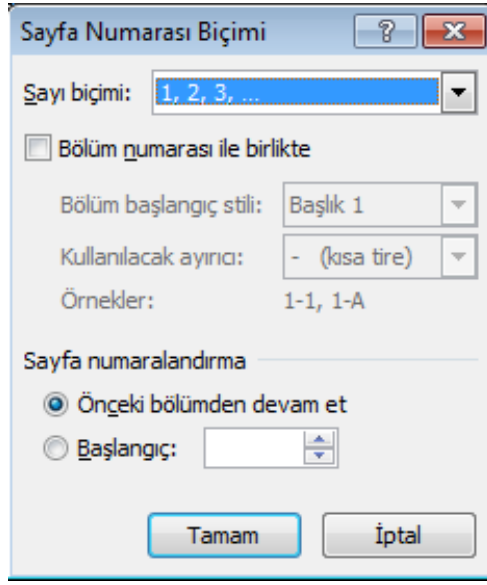 Sayfa Numarası Biçimi
Sayı biçimi: 1, 2, 3, ...
Bölüm numarası ile birlikte
Bölüm başlangıç stili: Başlık 1
Kullanılacak ayırıcı: - (kısa tire)
Örnekler: 1-1, 1-A
Sayfa numaralandırma
Önceki bölümden devam et
Başlangıç:
Tamam İptal